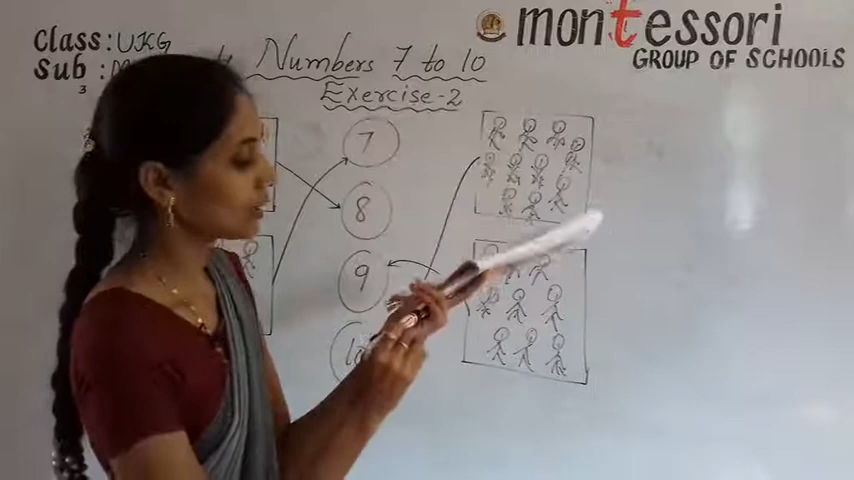 montessori
GROUP OF SCHOOLS
Class: UKG
Sub :
Numbers 7 to 10
Exercise-2
7
8
9